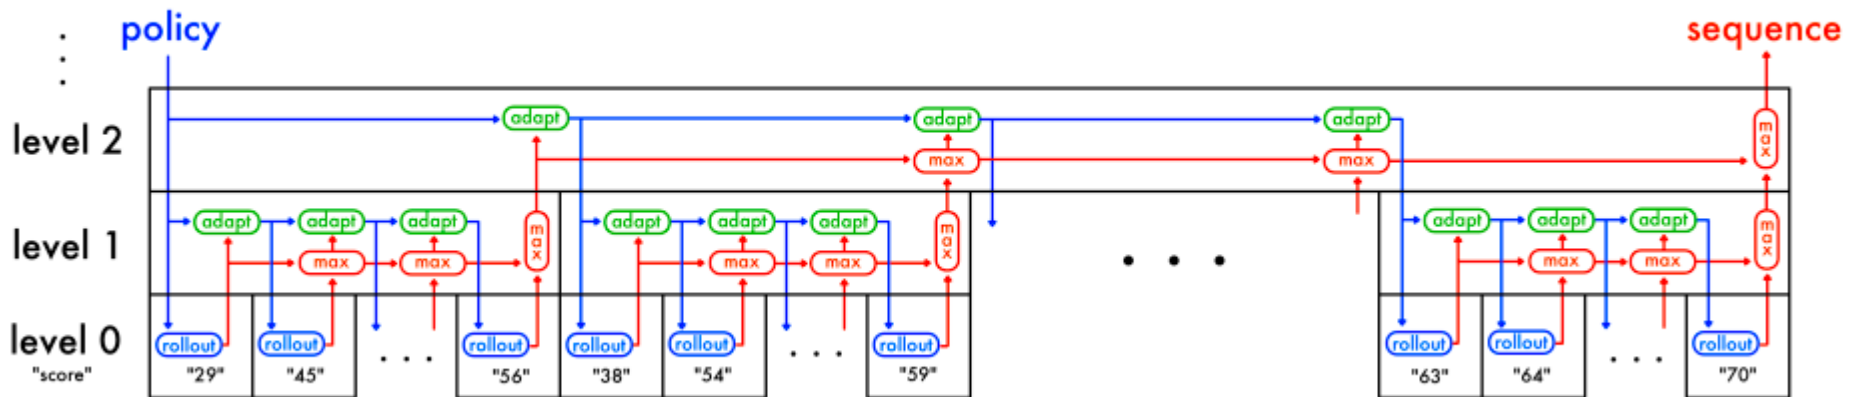 policy
sequence
level 2
adapt
adapt
adapt
max
max
max
level 1
adapt
adapt
adapt
max
max
max
adapt
adapt
adapt
max
max
max
adapt
adapt
adapt
max
max
max
level 0
"score"
rollout
rollout
rollout
rollout
rollout
rollout
rollout
rollout
rollout
"29"
"45"
"56"
"38"
"54"
"59"
"63"
"64"
"70"